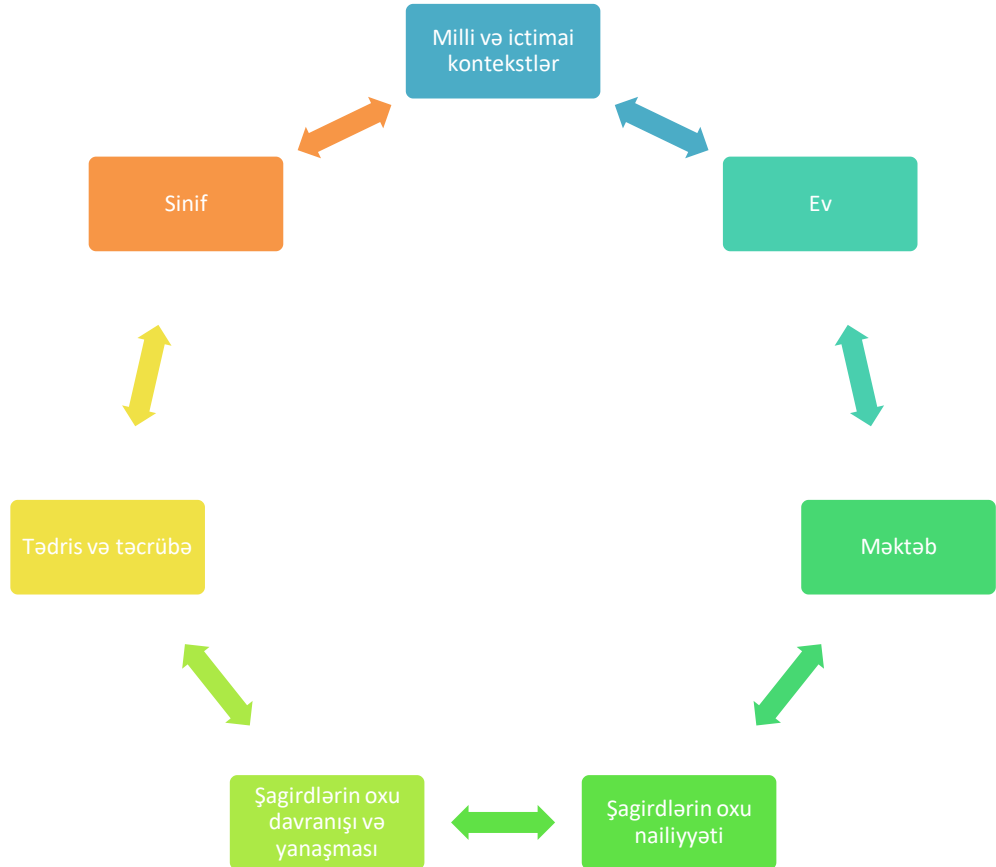 Milli və ictimai
kontekstlər
Ev
Məktəb
Şagirdlərin oxu
nailiyyəti
Şagirdlərin oxu
davranışı və
yanaşması
Tədris və təcrübə
Sinif